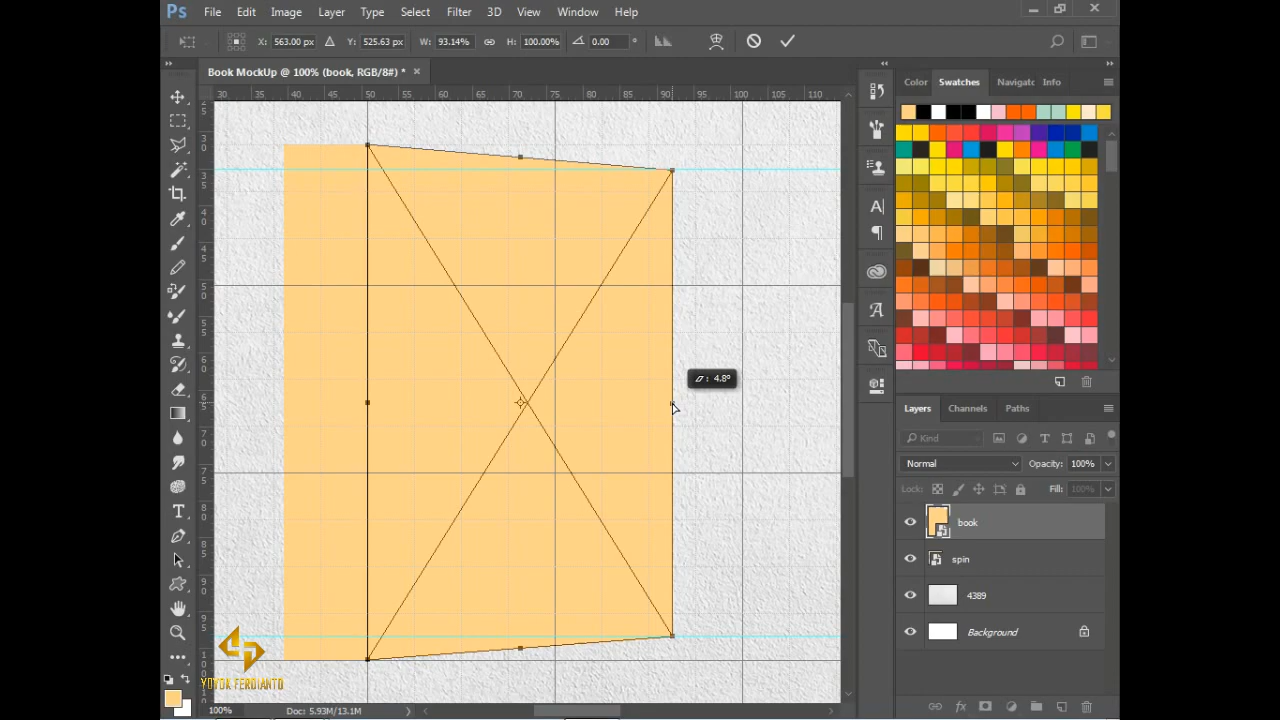 Ps File Edit Image Layer Type Select Filter 3D View Window Help
X: 563.00 px Y: 525.63 px W: 93.14% H: 100.00% 0.00
Book MockUp @ 100% (book, RGB/8#) * ×
30 35 40 45 50 55 60 65 70 75 80 85 90 95 100 105 110
Color Swatches Navigatc Info
4.8°
Layers Channels Paths
Kind
Normal Opacity: 100%
Lock: Fill: 100%
book
spin
4389
Background
YOYOK FERDIANTO
100% Doc: 5.93M/13.1M